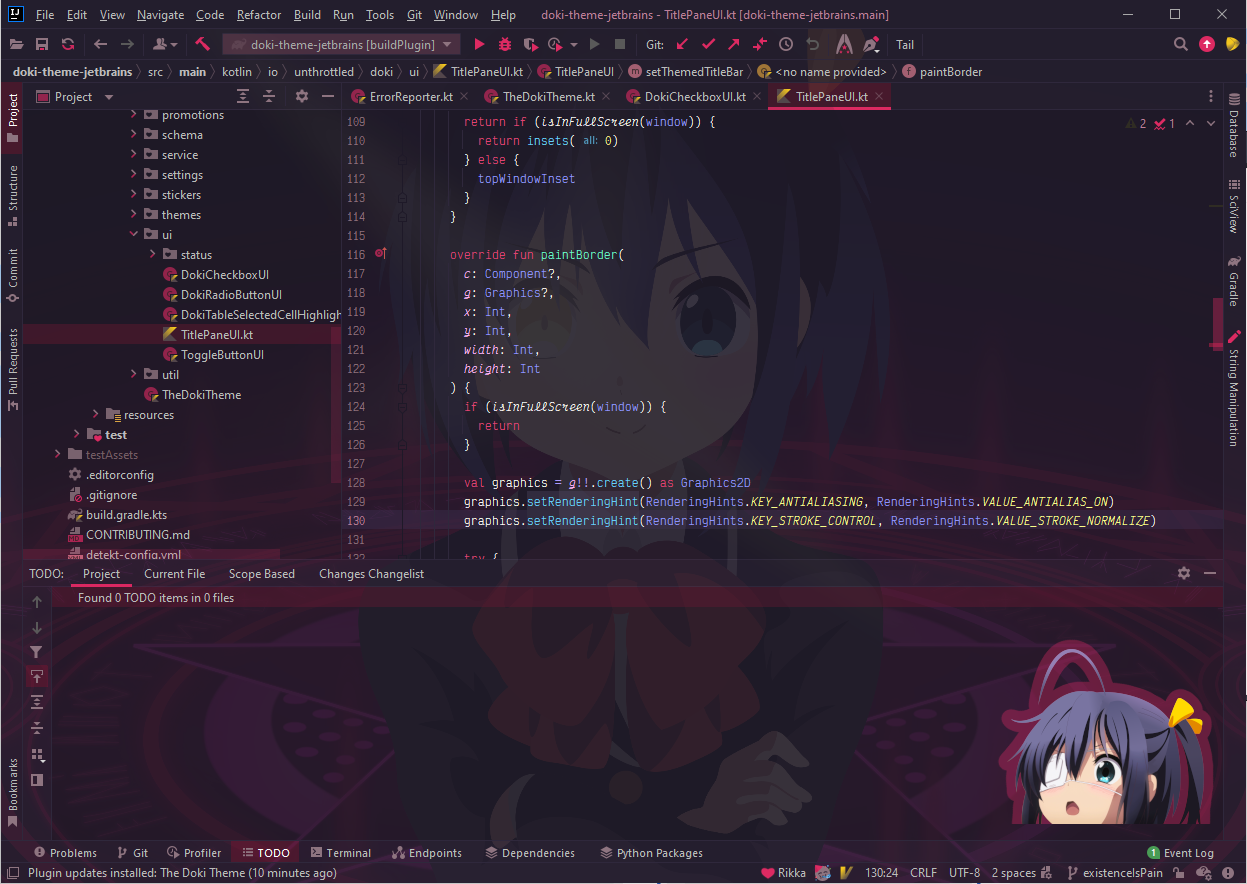 File Edit View Navigate Code Refactor Build Run Tools Git Window Help doki-theme-jetbrains - TitlePaneUI.kt [doki-theme-jetbrains.main]
doki-theme-jetbrains [buildPlugin] Git: Tail
doki-theme-jetbrains src main kotlin io unthrottled doki ui TitlePaneUI.kt TitlePaneUI setThemedTitleBar <no name provided> paintBorder
Project
ErrorReporter.kt TheDokiTheme.kt DokiCheckboxUI.kt TitlePaneUI.kt
Project
Structure
Commit
Pull Requests
Bookmarks
promotions
schema
service
settings
stickers
themes
ui
status
DokiCheckboxUI
DokiRadioButtonUI
DokiTableSelectedCellHighligh
TitlePaneUI.kt
ToggleButtonUI
util
TheDokiTheme
resources
test
testAssets
.editorconfig
.gitignore
build.gradle.kts
CONTRIBUTING.md
detekt-config.yml
109 return if (isInFullScreen(window)) {
110 return insets( all: 0)
111 } else {
112 topWindowInset
113 }
114 }
115
116 override fun paintBorder(
117 c: Component?,
118 g: Graphics?,
119 x: Int,
120 y: Int,
121 width: Int,
122 height: Int
123 ) {
124 if (isInFullScreen(window)) {
125 return
126 }
127
128 val graphics = g!!.create() as Graphics2D
129 graphics.setRenderingHint(RenderingHints.KEY_ANTIALIASING, RenderingHints.VALUE_ANTIALIAS_ON)
130 graphics.setRenderingHint(RenderingHints.KEY_STROKE_CONTROL, RenderingHints.VALUE_STROKE_NORMALIZE)
131
132 try {
2 1
Database
SciView
Gradle
String Manipulation
TODO: Project Current File Scope Based Changes Changelist
Found 0 TODO items in 0 files
Problems Git Profiler TODO Terminal Endpoints Dependencies Python Packages 1 Event Log
Plugin updates installed: The Doki Theme (10 minutes ago) Rikka 130:24 CRLF UTF-8 2 spaces existenceIsPain